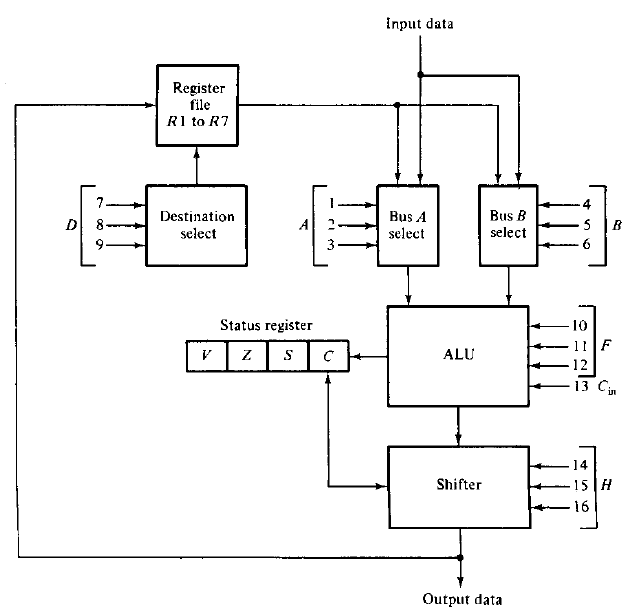 Input data
Register
file
R1 to R7
D
7
8
9
Destination
select
A
1
2
3
Bus A
select
Bus B
select
4
5
6
B
Status register
V Z S C
ALU
10
11
12
F
13 Cin
Shifter
14
15
16
H
Output data